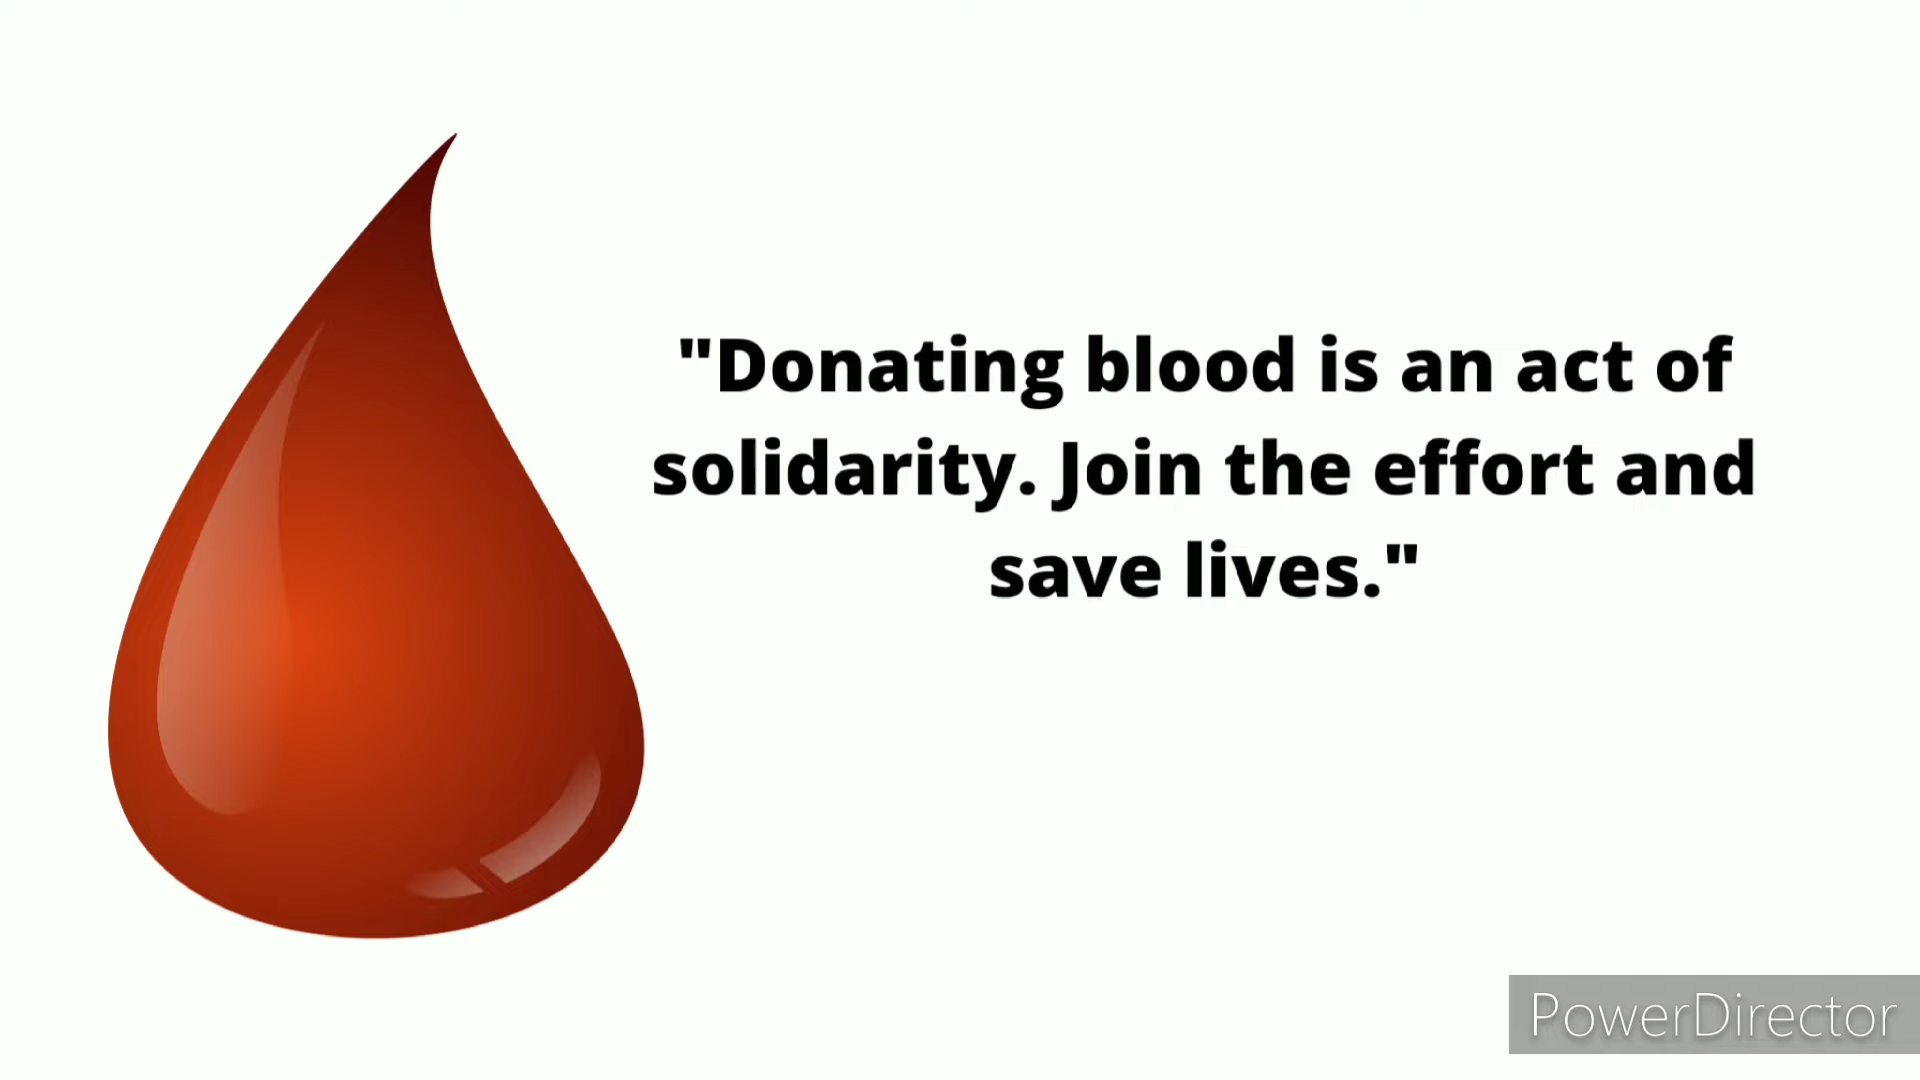 "Donating blood is an act of
solidarity. Join the effort and
save lives."
PowerDirector